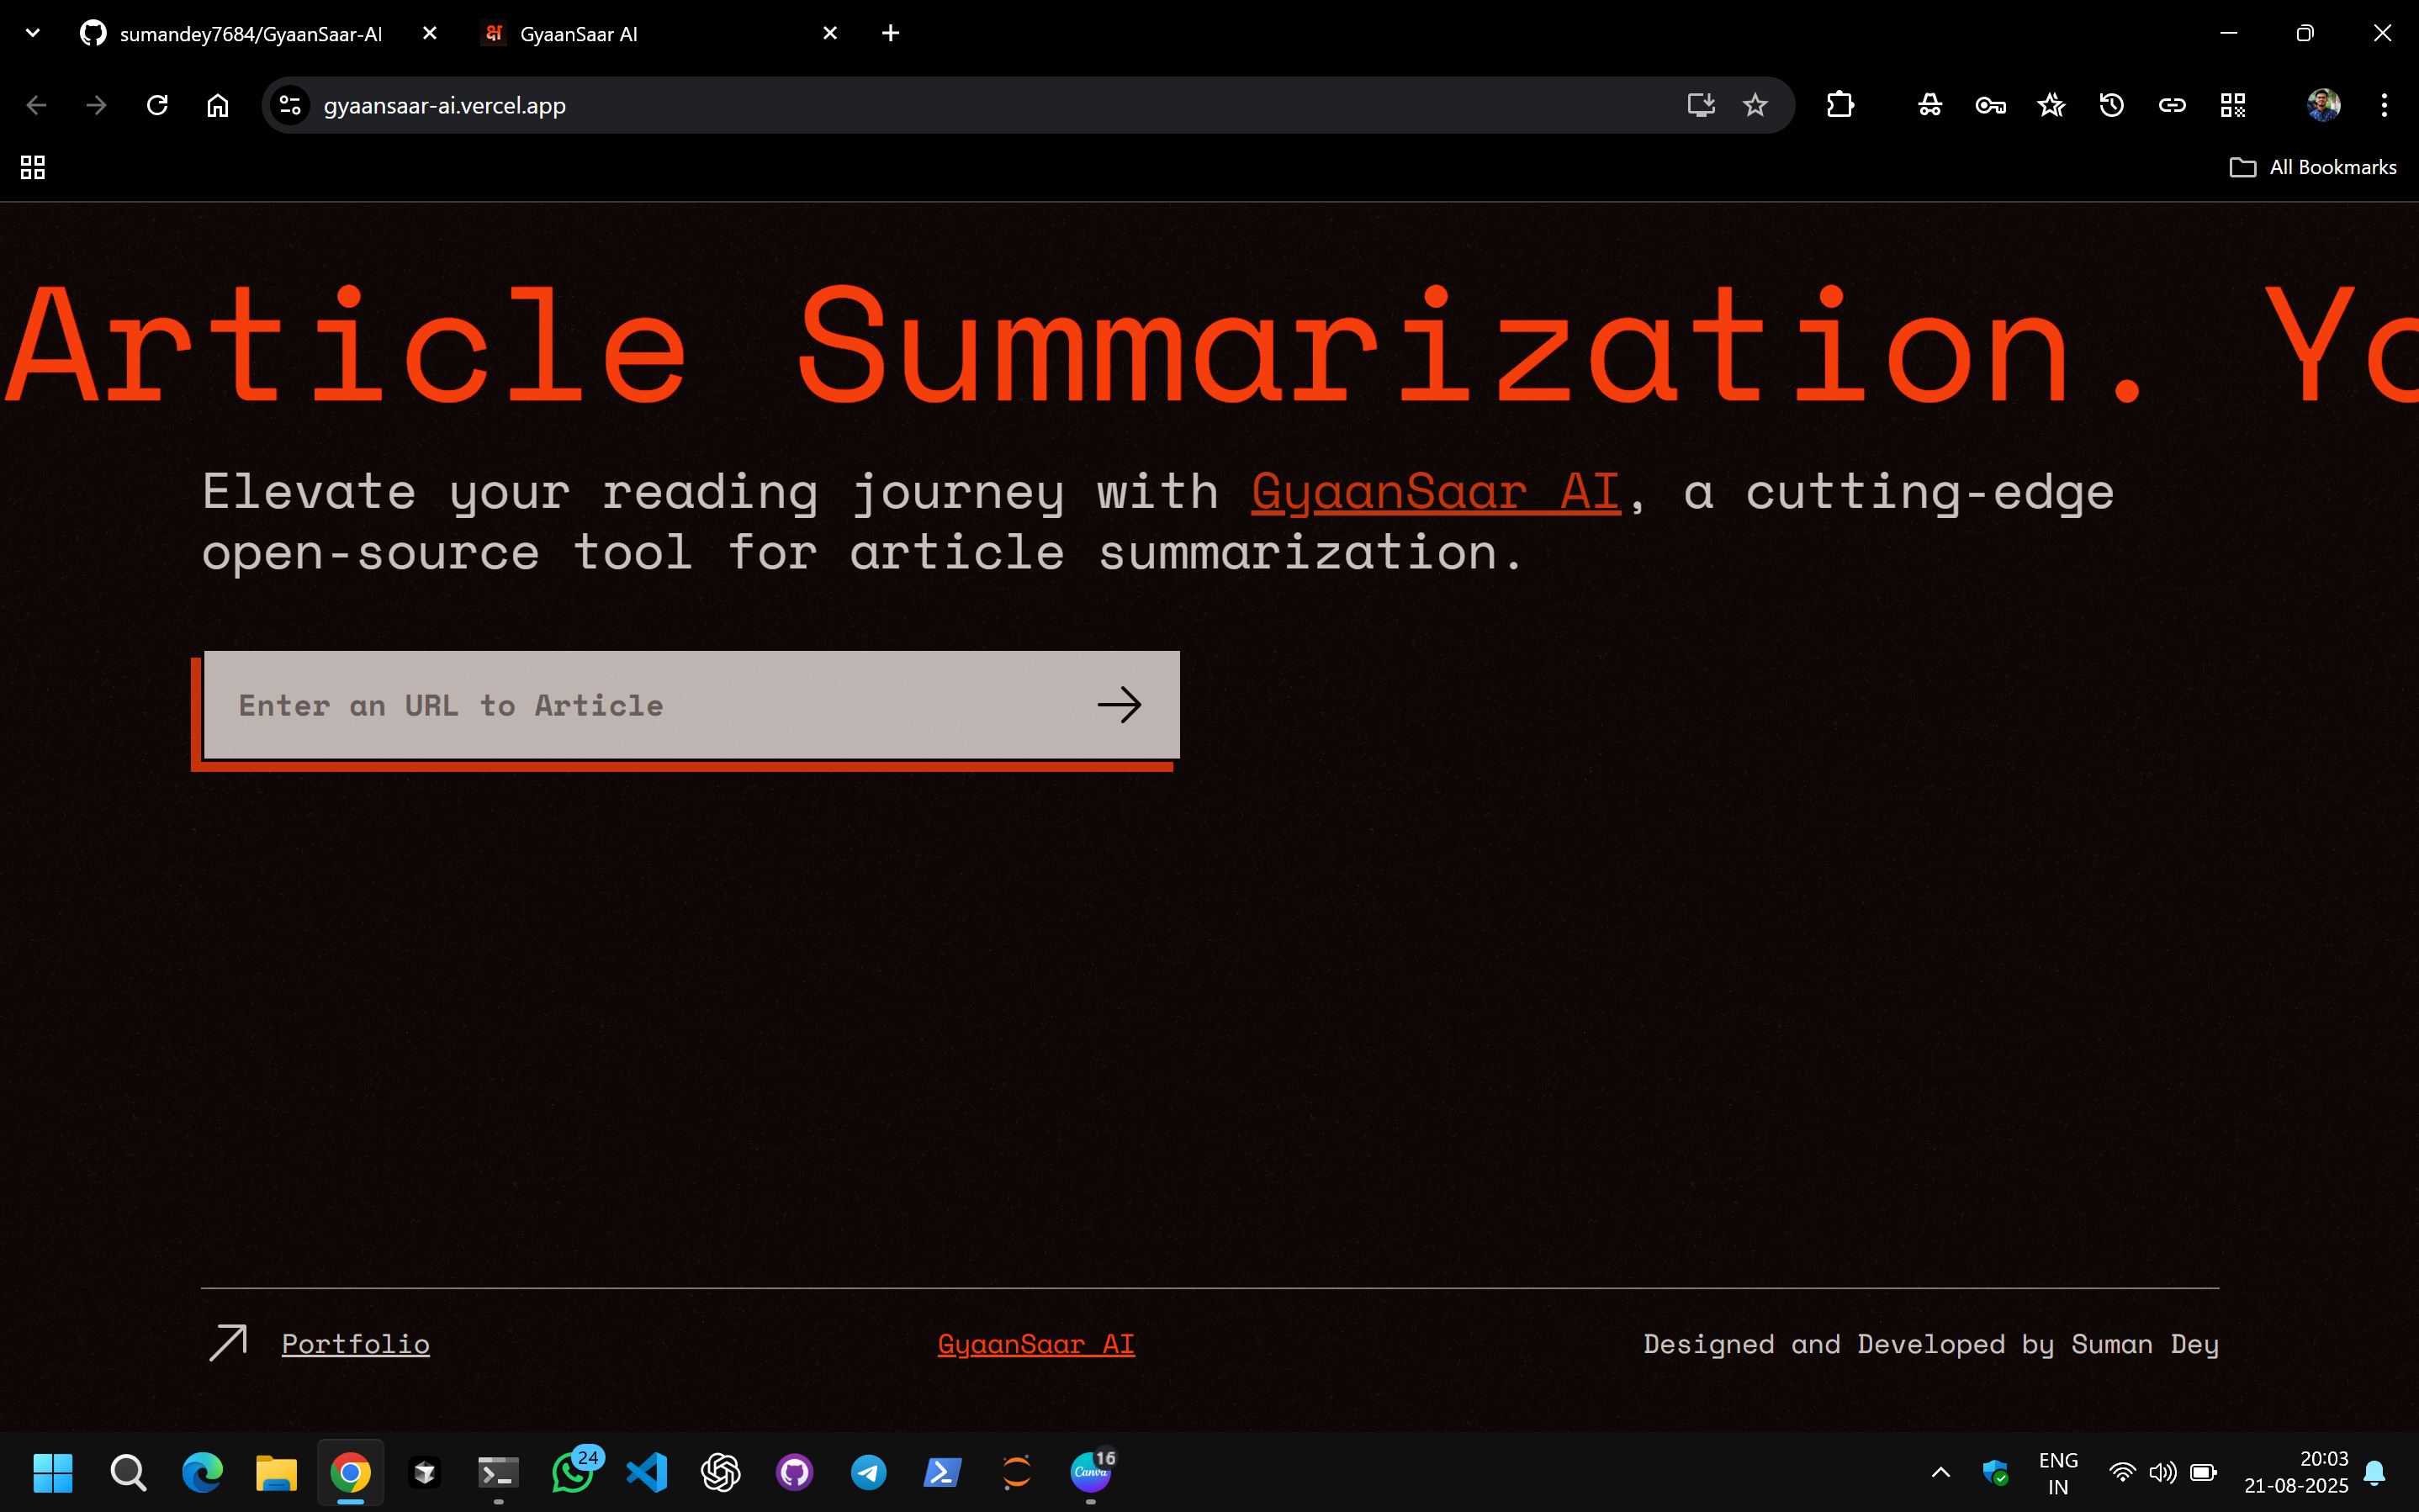 sumandey7684/GyaanSaar-AI
GyaanSaar AI
gyaansaar-ai.vercel.app
All Bookmarks
Article Summarization. Yo
Elevate your reading journey with GyaanSaar AI, a cutting-edge
open-source tool for article summarization.
Enter an URL to Article
Portfolio
GyaanSaar AI
Designed and Developed by Suman Dey
24
Canva
16
ENG
IN
20:03
21-08-2025